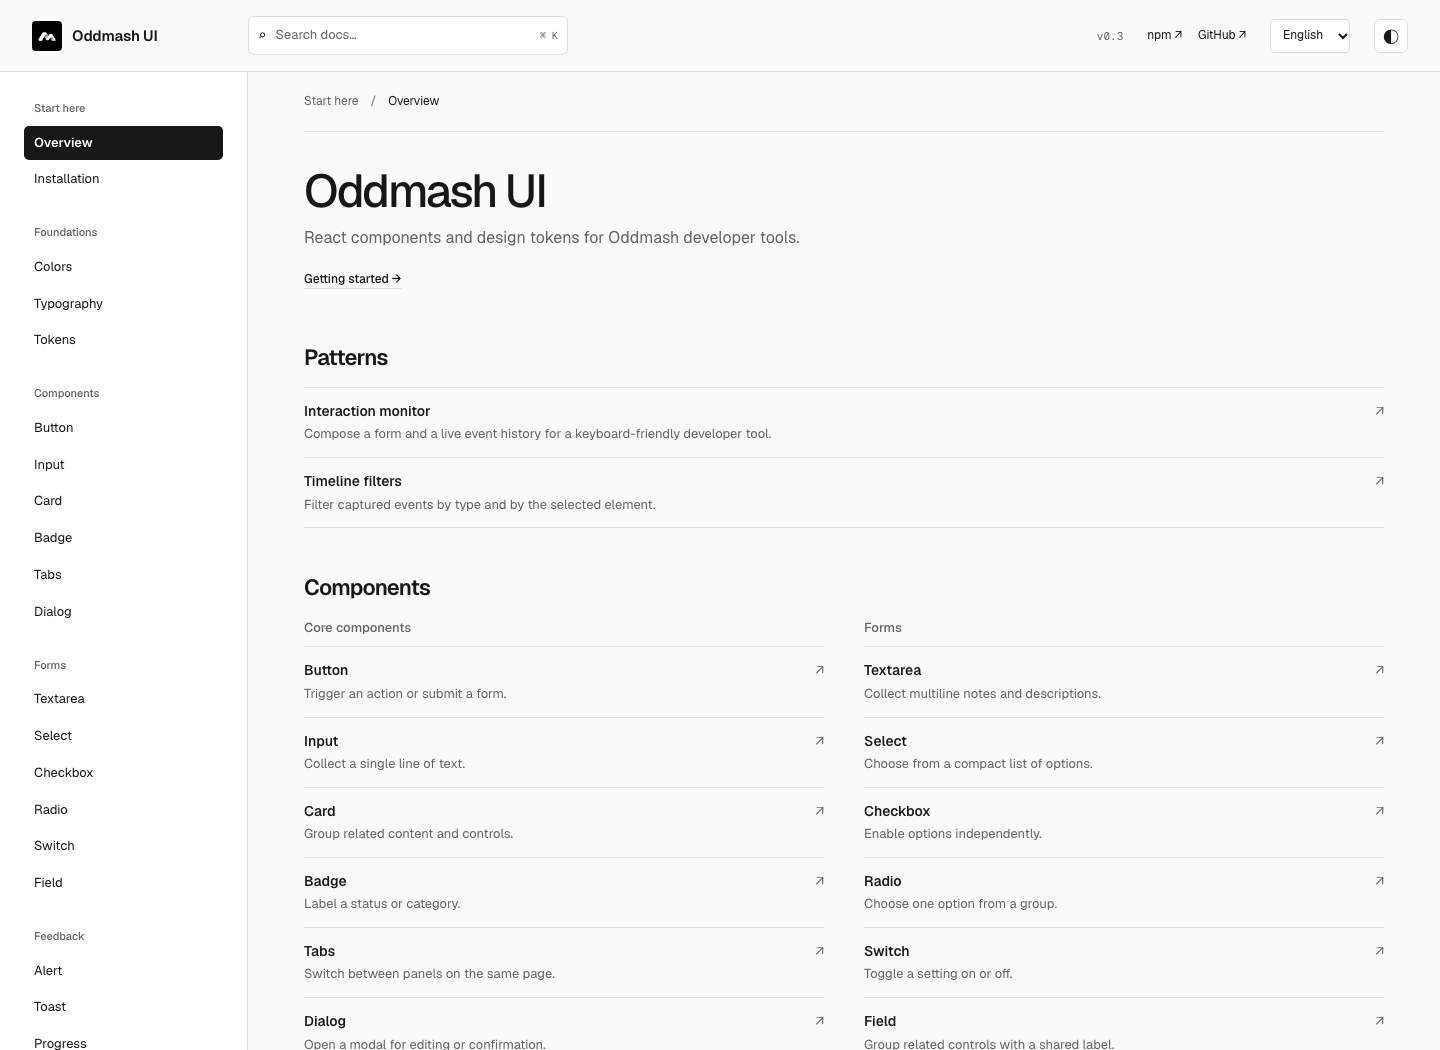 Oddmash UI
Search docs…
⌘ K
v0.3
npm ↗
GitHub ↗
English
Start here
Overview
Installation
Foundations
Colors
Typography
Tokens
Components
Button
Input
Card
Badge
Tabs
Dialog
Forms
Textarea
Select
Checkbox
Radio
Switch
Field
Feedback
Alert
Toast
Progress
Start here / Overview
Oddmash UI
React components and design tokens for Oddmash developer tools.
Getting started →
Patterns
Interaction monitor ↗
Compose a form and a live event history for a keyboard-friendly developer tool.
Timeline filters ↗
Filter captured events by type and by the selected element.
Components
Core components
Button ↗
Trigger an action or submit a form.
Input ↗
Collect a single line of text.
Card ↗
Group related content and controls.
Badge ↗
Label a status or category.
Tabs ↗
Switch between panels on the same page.
Dialog ↗
Open a modal for editing or confirmation.
Forms
Textarea ↗
Collect multiline notes and descriptions.
Select ↗
Choose from a compact list of options.
Checkbox ↗
Enable options independently.
Radio ↗
Choose one option from a group.
Switch ↗
Toggle a setting on or off.
Field ↗
Group related controls with a shared label.